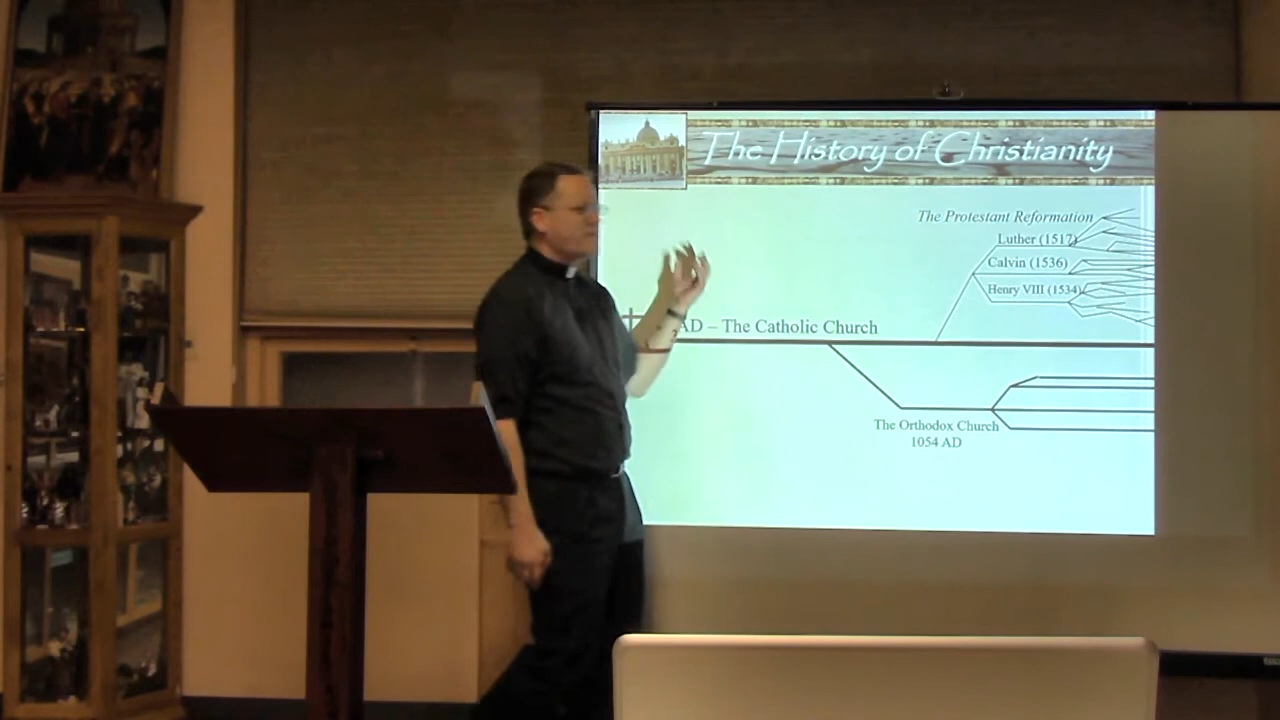 The History of Christianity
The Protestant Reformation
Luther (1517)
Calvin (1536)
Henry VIII (1534)
AD – The Catholic Church
The Orthodox Church
1054 AD